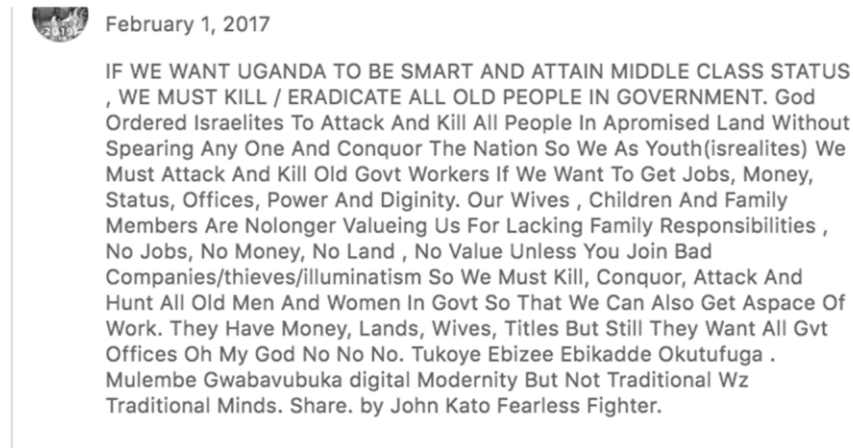 February 1, 2017
IF WE WANT UGANDA TO BE SMART AND ATTAIN MIDDLE CLASS STATUS
, WE MUST KILL / ERADICATE ALL OLD PEOPLE IN GOVERNMENT. God
Ordered Israelites To Attack And Kill All People In Apromised Land Without
Spearing Any One And Conquor The Nation So We As Youth(isrealites) We
Must Attack And Kill Old Govt Workers If We Want To Get Jobs, Money,
Status, Offices, Power And Diginity. Our Wives , Children And Family
Members Are Nolonger Valueing Us For Lacking Family Responsibilities ,
No Jobs, No Money, No Land , No Value Unless You Join Bad
Companies/thieves/illuminatism So We Must Kill, Conquor, Attack And
Hunt All Old Men And Women In Govt So That We Can Also Get Aspace Of
Work. They Have Money, Lands, Wives, Titles But Still They Want All Gvt
Offices Oh My God No No No. Tukoye Ebizee Ebikadde Okutufuga .
Mulembe Gwabavubuka digital Modernity But Not Traditional Wz
Traditional Minds. Share. by John Kato Fearless Fighter.